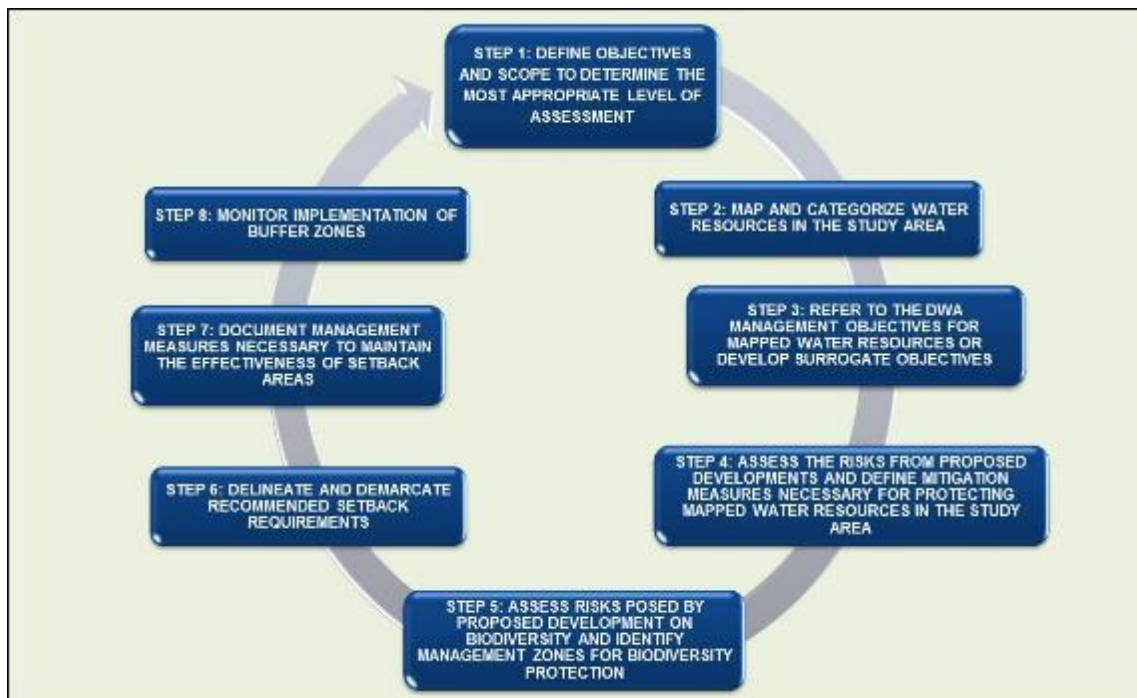 STEP 1: DEFINE OBJECTIVES
AND SCOPE TO DETERMINE THE
MOST APPROPRIATE LEVEL OF
ASSESSMENT
STEP 2: MAP AND CATEGORIZE WATER
RESOURCES IN THE STUDY AREA
STEP 3: REFER TO THE DWA
MANAGEMENT OBJECTIVES FOR
MAPPED WATER RESOURCES OR
DEVELOP SURROGATE OBJECTIVES
STEP 4: ASSESS THE RISKS FROM PROPOSED
DEVELOPMENTS AND DEFINE MITIGATION
MEASURES NECESSARY FOR PROTECTING
MAPPED WATER RESOURCES IN THE STUDY
AREA
STEP 5: ASSESS RISKS POSED BY
PROPOSED DEVELOPMENT ON
BIODIVERSITY AND IDENTIFY
MANAGEMENT ZONES FOR BIODIVERSITY
PROTECTION
STEP 6: DELINEATE AND DEMARCATE
RECOMMENDED SETBACK
REQUIREMENTS
STEP 7: DOCUMENT MANAGEMENT
MEASURES NECESSARY TO MAINTAIN
THE EFFECTIVENESS OF SETBACK
AREAS
STEP 8: MONITOR IMPLEMENTATION OF
BUFFER ZONES